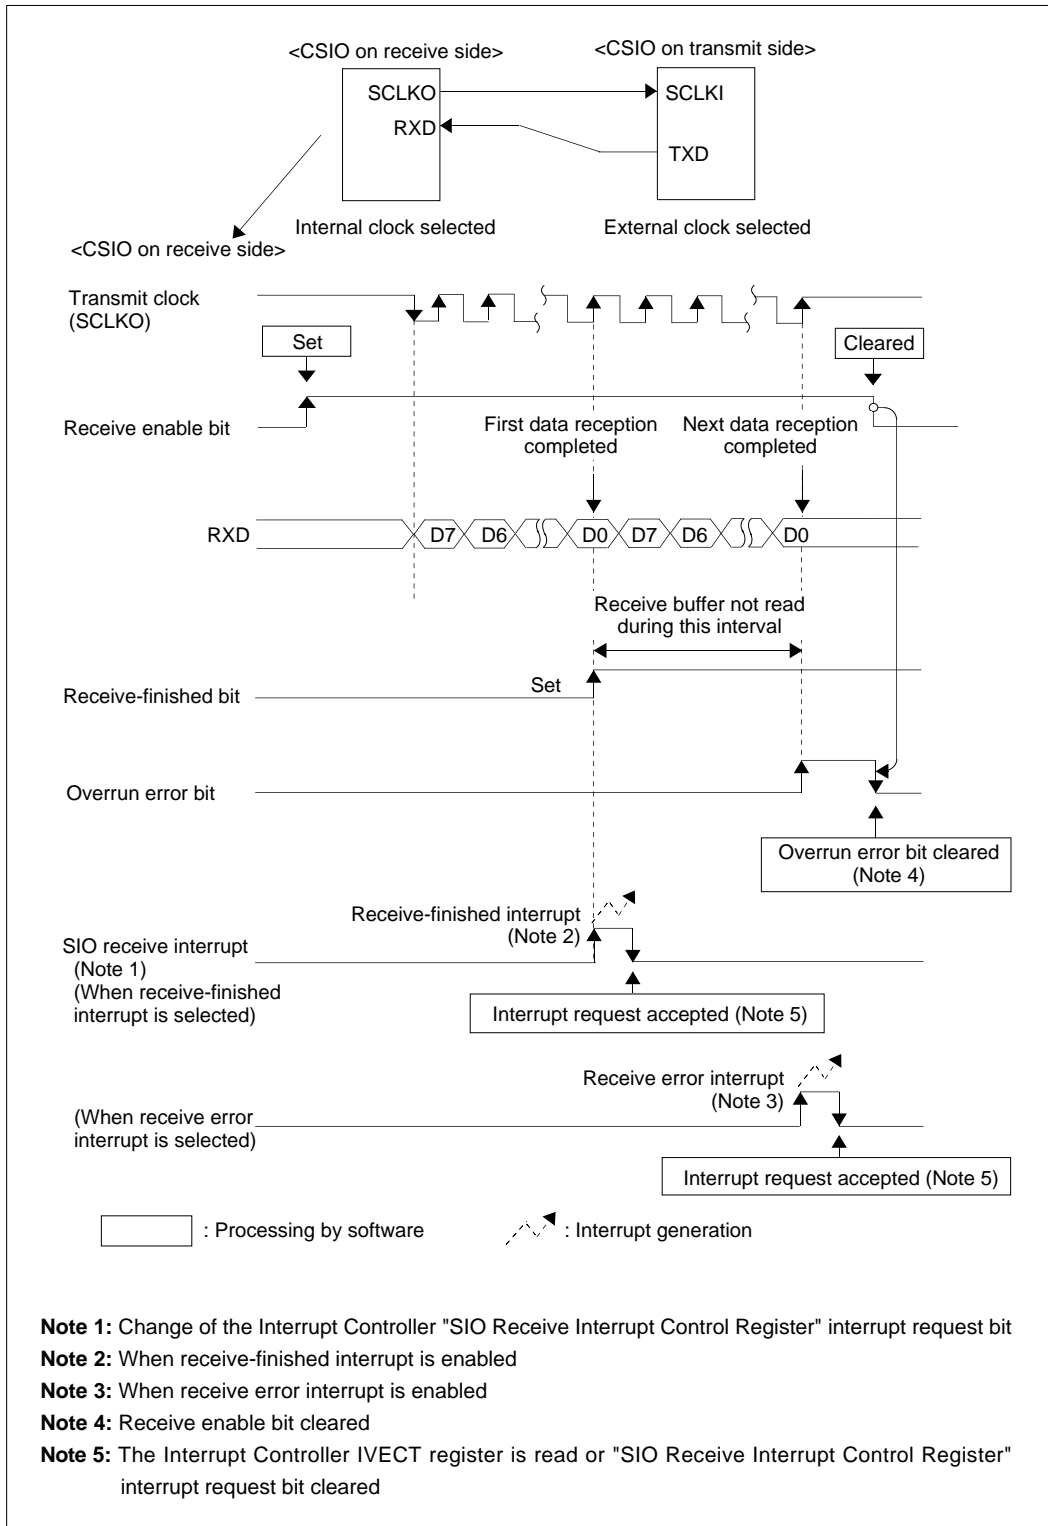 <CSIO on receive side>
<CSIO on transmit side>
SCLKO
SCLKI
RXD
TXD
Internal clock selected
External clock selected
<CSIO on receive side>
Transmit clock
(SCLKO)
Set
Cleared
Receive enable bit
First data reception
completed
Next data reception
completed
RXD
D7
D6
D0
D7
D6
D0
Receive buffer not read
during this interval
Receive-finished bit
Set
Overrun error bit
Overrun error bit cleared
(Note 4)
Receive-finished interrupt
(Note 2)
SIO receive interrupt
(Note 1)
(When receive-finished
interrupt is selected)
Interrupt request accepted (Note 5)
Receive error interrupt
(Note 3)
(When receive error
interrupt is selected)
Interrupt request accepted (Note 5)
: Processing by software
: Interrupt generation
Note 1: Change of the Interrupt Controller "SIO Receive Interrupt Control Register" interrupt request bit
Note 2: When receive-finished interrupt is enabled
Note 3: When receive error interrupt is enabled
Note 4: Receive enable bit cleared
Note 5: The Interrupt Controller IVECT register is read or "SIO Receive Interrupt Control Register"
interrupt request bit cleared